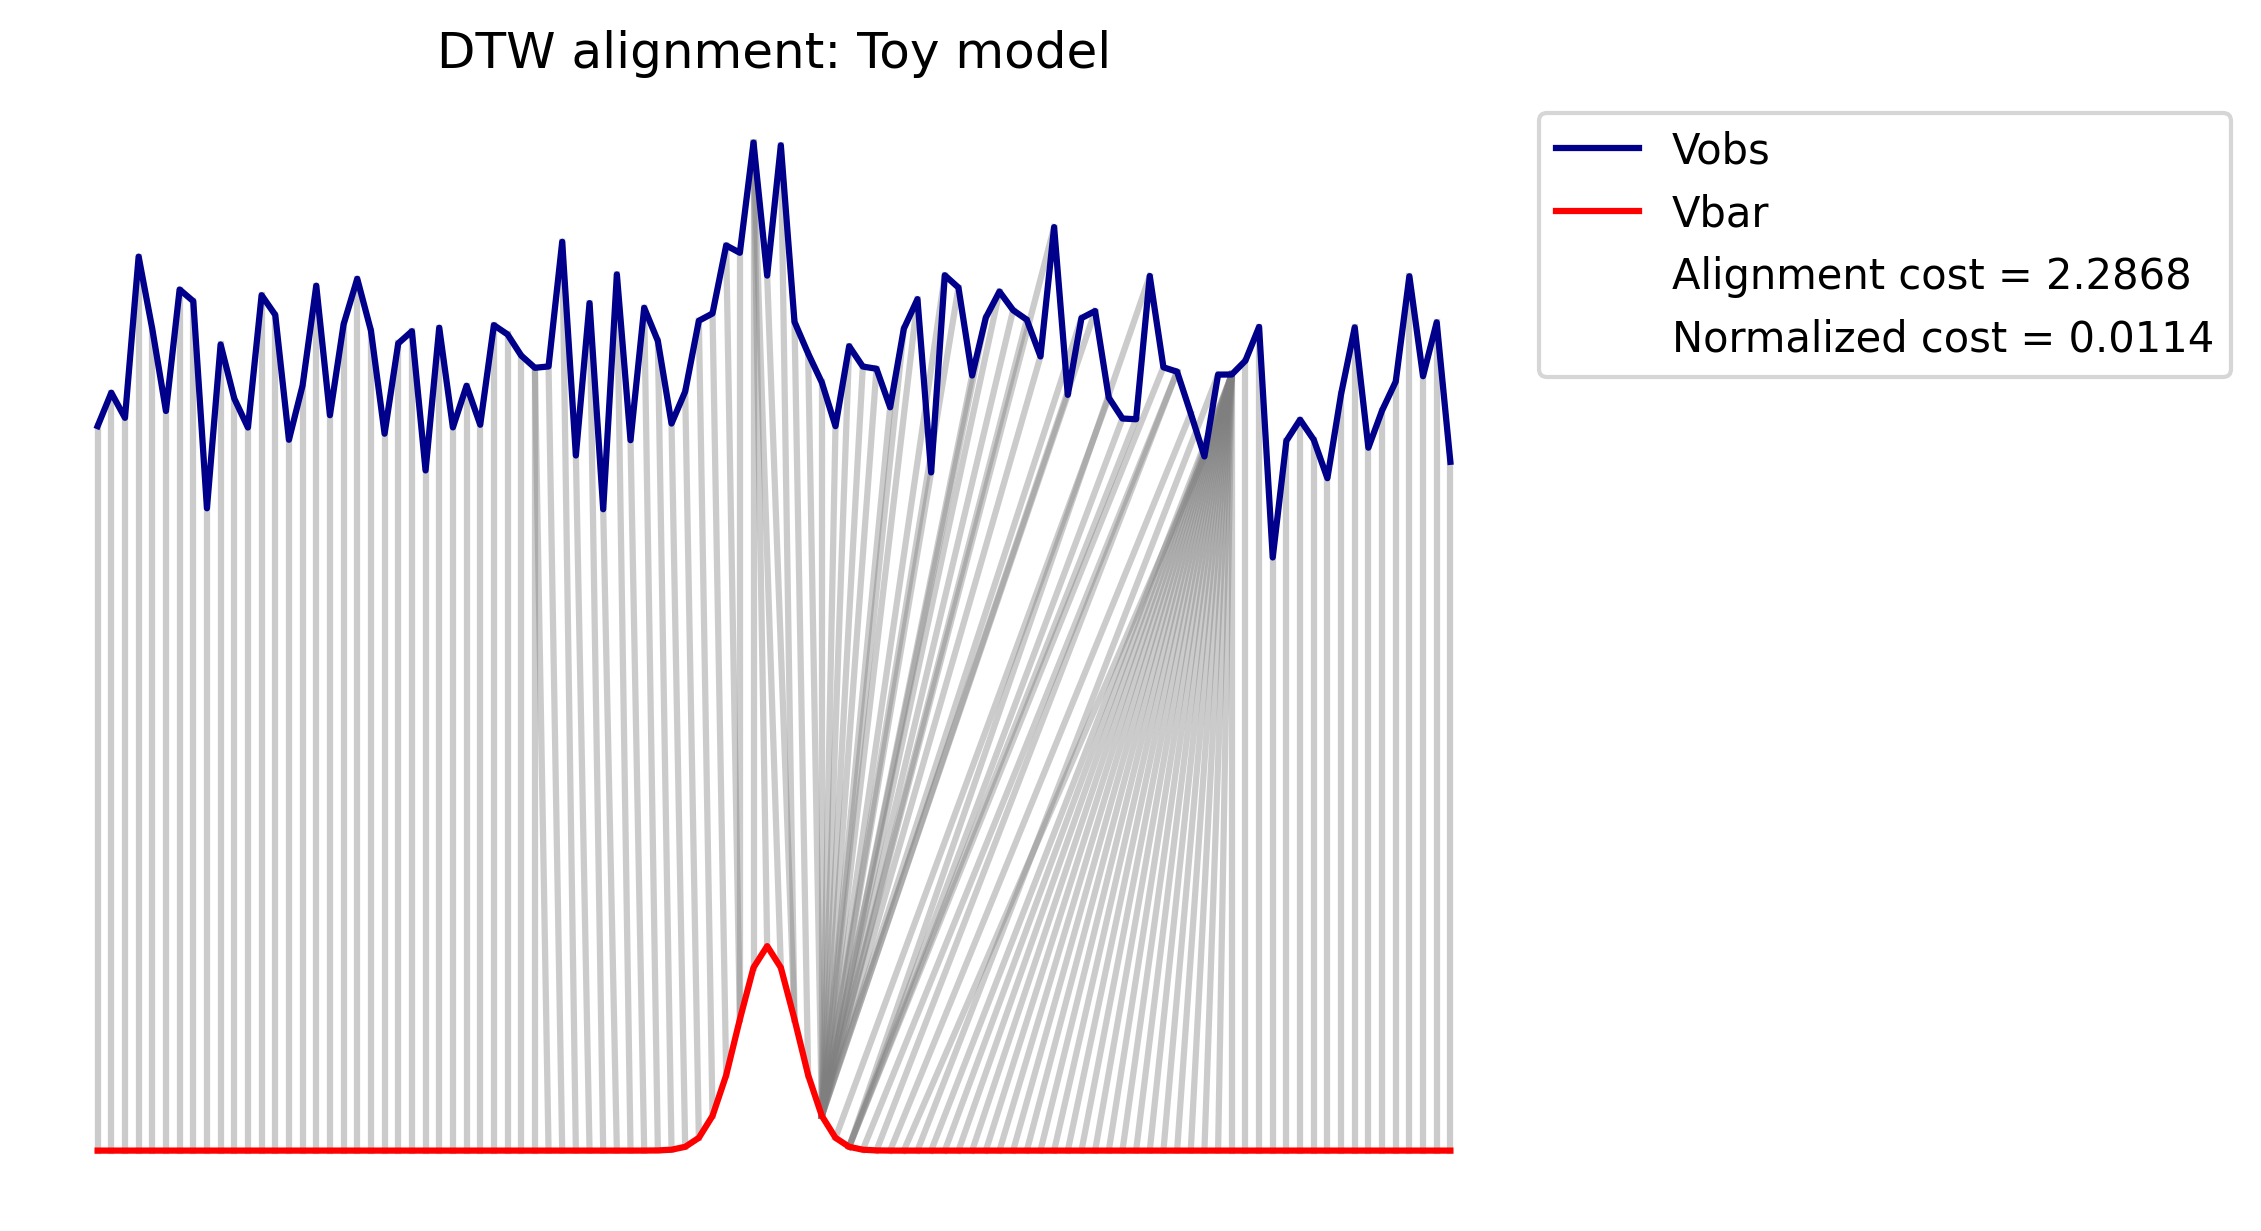 DTW alignment: Toy model
Vobs
Vbar
Alignment cost = 2.2868
Normalized cost = 0.0114